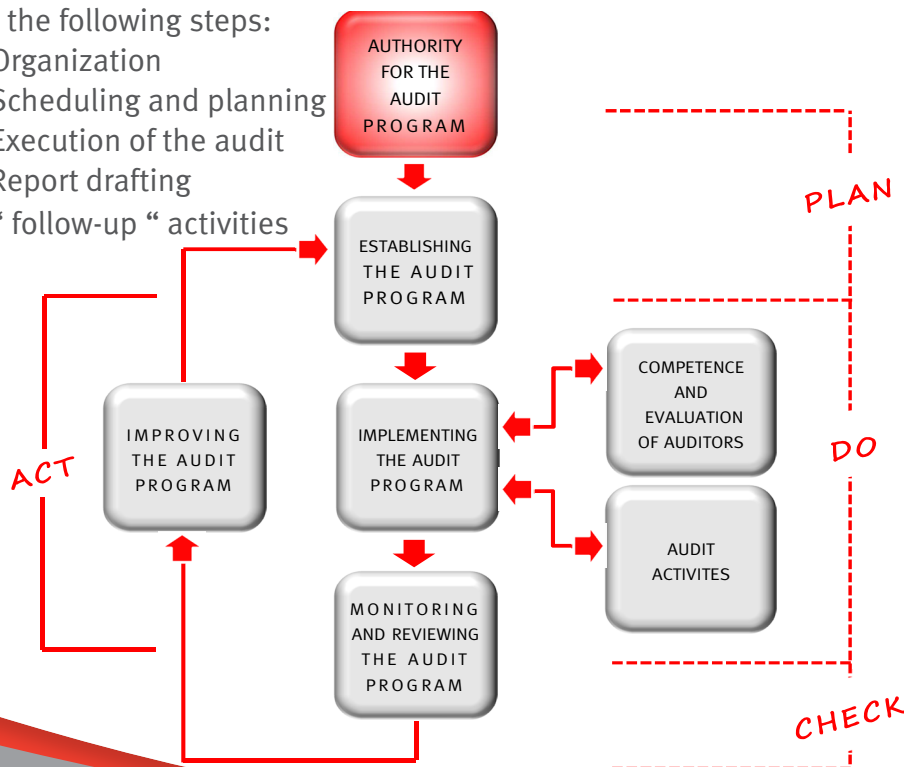 the following steps:
Organization
Scheduling and planning
Execution of the audit
Report drafting
“ follow-up “ activities
AUTHORITY
FOR THE
AUDIT
PROGRAM
PLAN
ESTABLISHING
THE AUDIT
PROGRAM
IMPROVING
THE AUDIT
PROGRAM
ACT
IMPLEMENTING
THE AUDIT
PROGRAM
COMPETENCE
AND
EVALUATION
OF AUDITORS
DO
AUDIT
ACTIVITES
MONITORING
AND REVIEWING
THE AUDIT
PROGRAM
CHECK